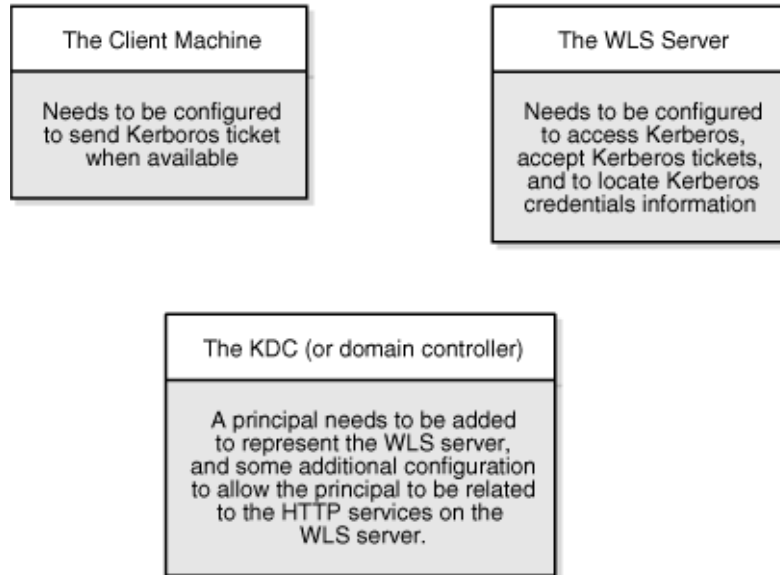 The Client Machine
Needs to be configured
to send Kerboros ticket
when available
The WLS Server
Needs to be configured
to access Kerberos,
accept Kerberos tickets,
and to locate Kerberos
credentials information
The KDC (or domain controller)
A principal needs to be added
to represent the WLS server,
and some additional configuration
to allow the principal to be related
to the HTTP services on the
WLS server.